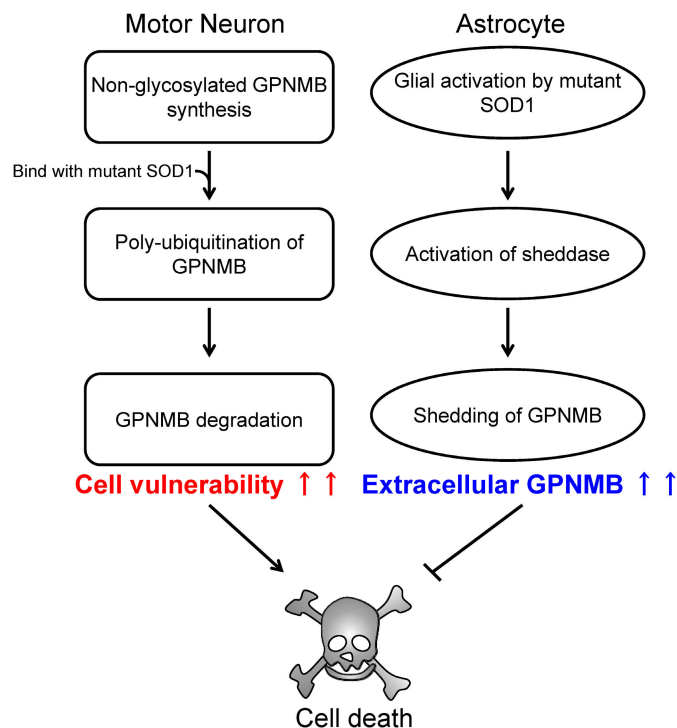 Motor Neuron
Non-glycosylated GPNMB
synthesis
Bind with mutant SOD1
Poly-ubiquitination of
GPNMB
GPNMB degradation
Cell vulnerability ↑ ↑
Astrocyte
Glial activation by mutant
SOD1
Activation of sheddase
Shedding of GPNMB
Extracellular GPNMB ↑ ↑
Cell death